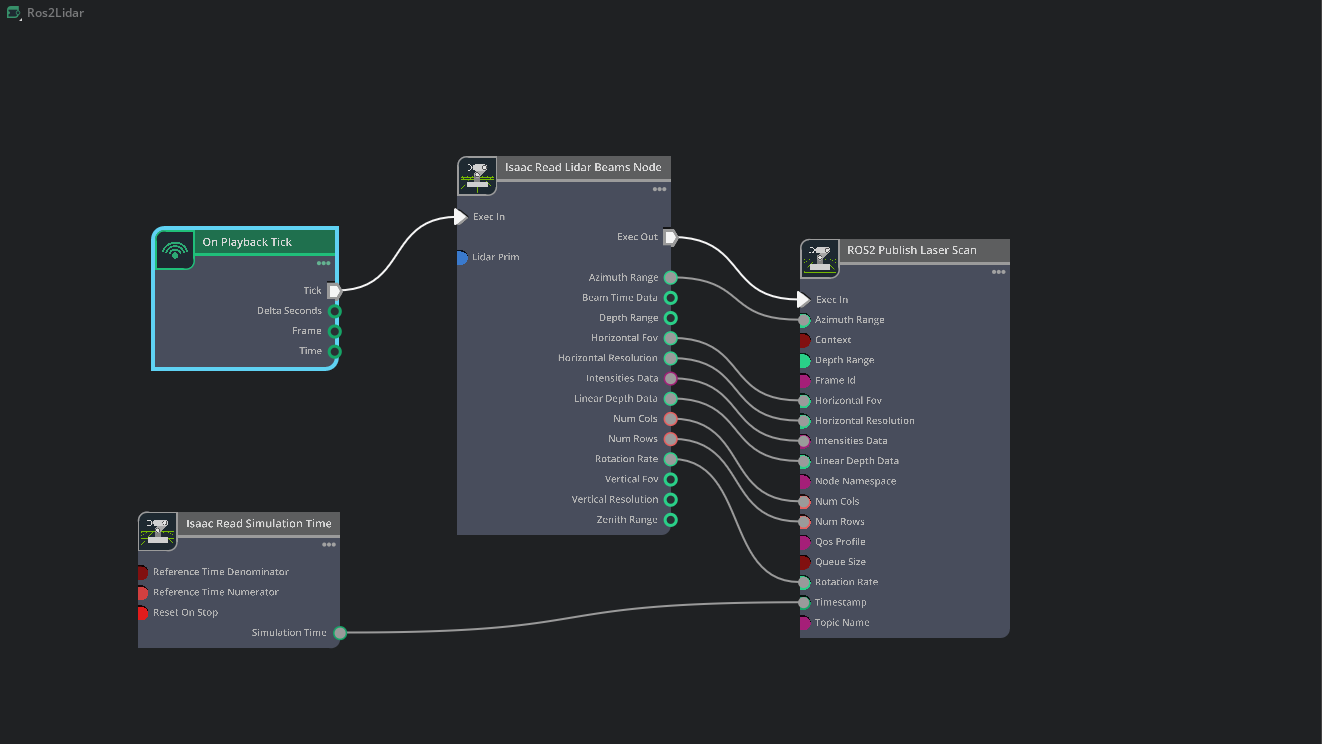 Ros2Lidar
On Playback Tick
Tick
Delta Seconds
Frame
Time
Isaac Read Lidar Beams Node
Exec In
Exec Out
Lidar Prim
Azimuth Range
Beam Time Data
Depth Range
Horizontal Fov
Horizontal Resolution
Intensities Data
Linear Depth Data
Num Cols
Num Rows
Rotation Rate
Vertical Fov
Vertical Resolution
Zenith Range
ROS2 Publish Laser Scan
Exec In
Azimuth Range
Context
Depth Range
Frame Id
Horizontal Fov
Horizontal Resolution
Intensities Data
Linear Depth Data
Node Namespace
Num Cols
Num Rows
Qos Profile
Queue Size
Rotation Rate
Timestamp
Topic Name
Isaac Read Simulation Time
Reference Time Denominator
Reference Time Numerator
Reset On Stop
Simulation Time